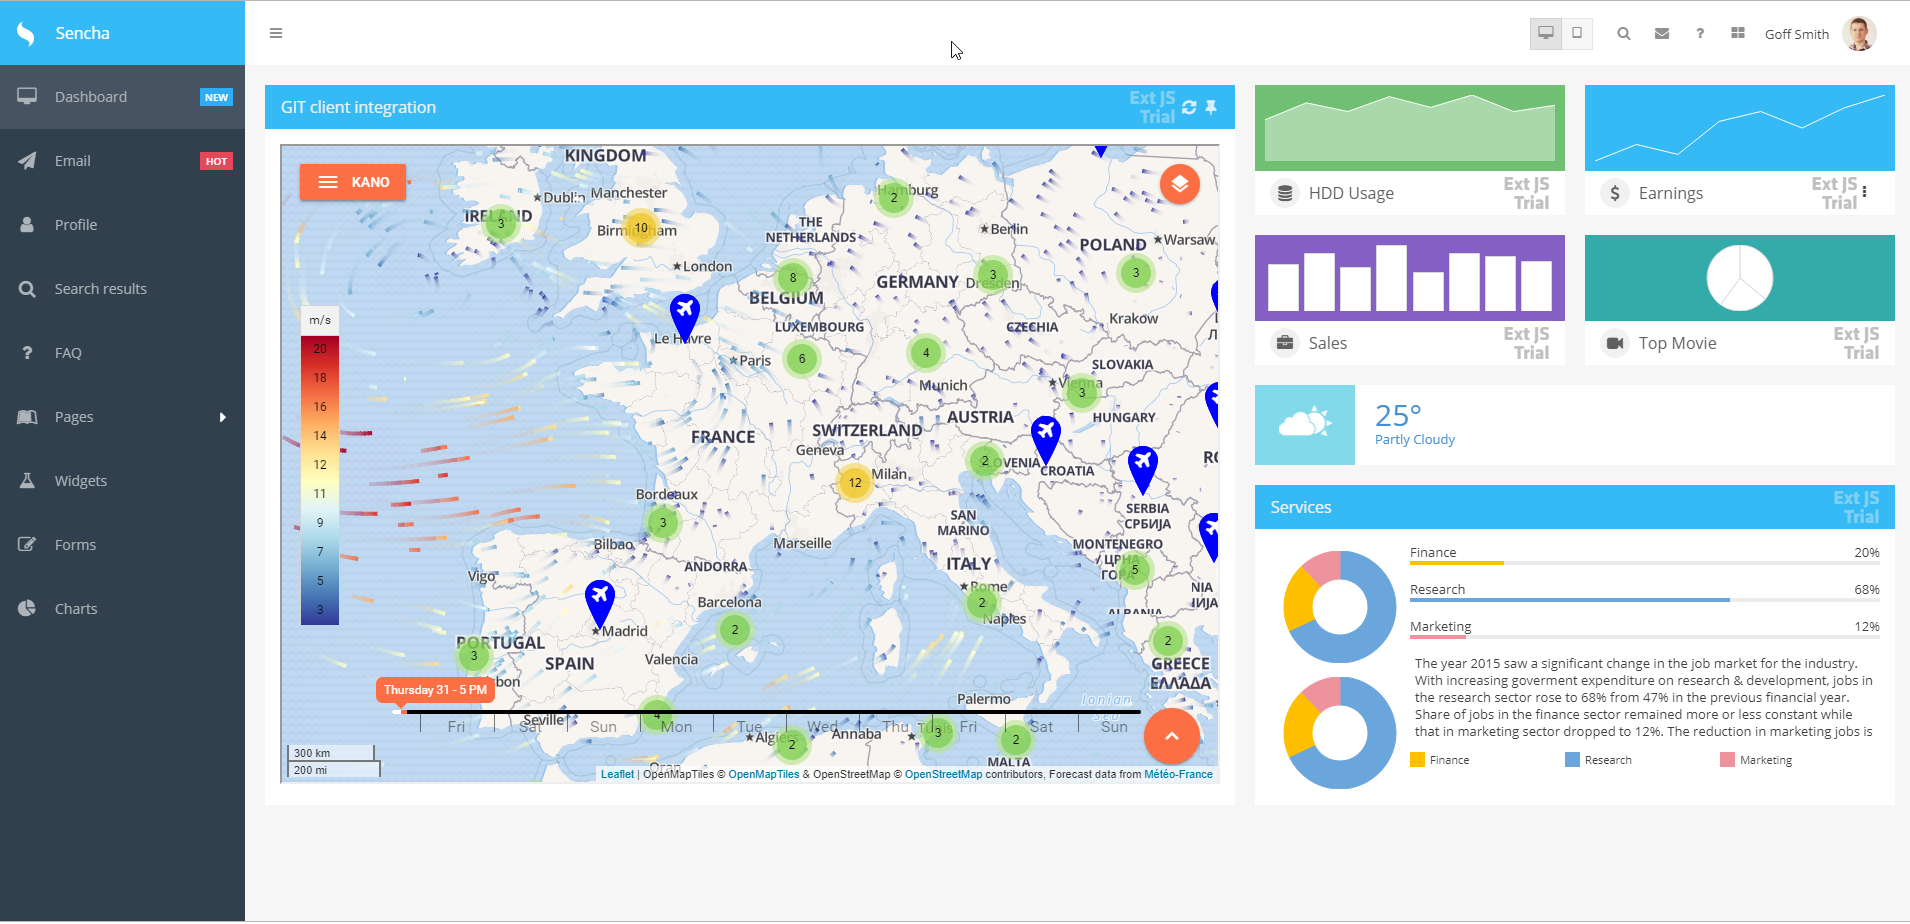 Sencha
Goff Smith
Dashboard
NEW
Email
HOT
Profile
Search results
?
FAQ
Pages
Widgets
Forms
Charts
GIT client integration
Ext JS
Trial
KANO
KINGDOM
Dublin
Manchester
IRELAND
3
10
Birmingham
London
Hamburg
2
THE
NETHERLANDS
Berlin
POLAND
Warsaw
8
BELGIUM
GERMANY
3
Dresden
3
LUXEMBOURG
CZECHIA
Krakow
Le Havre
Paris
6
4
SLOVAKIA
Munich
Vienna
3
AUSTRIA
HUNGARY
FRANCE
SWITZERLAND
Geneva
2
SLOVENIA
CROATIA
12
Milan
Bordeaux
3
SAN
MARINO
SERBIA
СРБИЈА
Bilbao
Marseille
MONTENEGRO
/ ЦРНА
ГОРА
5
ANDORRA
ITALY
Vigo
Rome
2
Naples
Barcelona
2
ALBANIA
Madrid
PORTUGAL
3
SPAIN
Valencia
2
GREECE
ΕΛΛΑΔΑ
Palermo
Ionian
Sea
Seville
4
Algiers
2
Annaba
Tunis
3
2
MALTA
Oran
m/s
20
18
16
14
12
11
9
7
5
3
Thursday 31 - 5 PM
Fri
Sat
Sun
Mon
Tue
Wed
Thu
Fri
Sat
Sun
300 km
200 mi
Leaflet | OpenMapTiles © OpenMapTiles & OpenStreetMap © OpenStreetMap contributors, Forecast data from Météo-France
HDD Usage
Ext JS
Trial
Earnings
Ext JS
Trial
Sales
Ext JS
Trial
Top Movie
Ext JS
Trial
25°
Partly Cloudy
Services
Ext JS
Trial
Finance 20%
Research 68%
Marketing 12%
The year 2015 saw a significant change in the job market for the industry.
With increasing goverment expenditure on research & development, jobs in
the research sector rose to 68% from 47% in the previous financial year.
Share of jobs in the finance sector remained more or less constant while
that in marketing sector dropped to 12%. The reduction in marketing jobs is
Finance
Research
Marketing